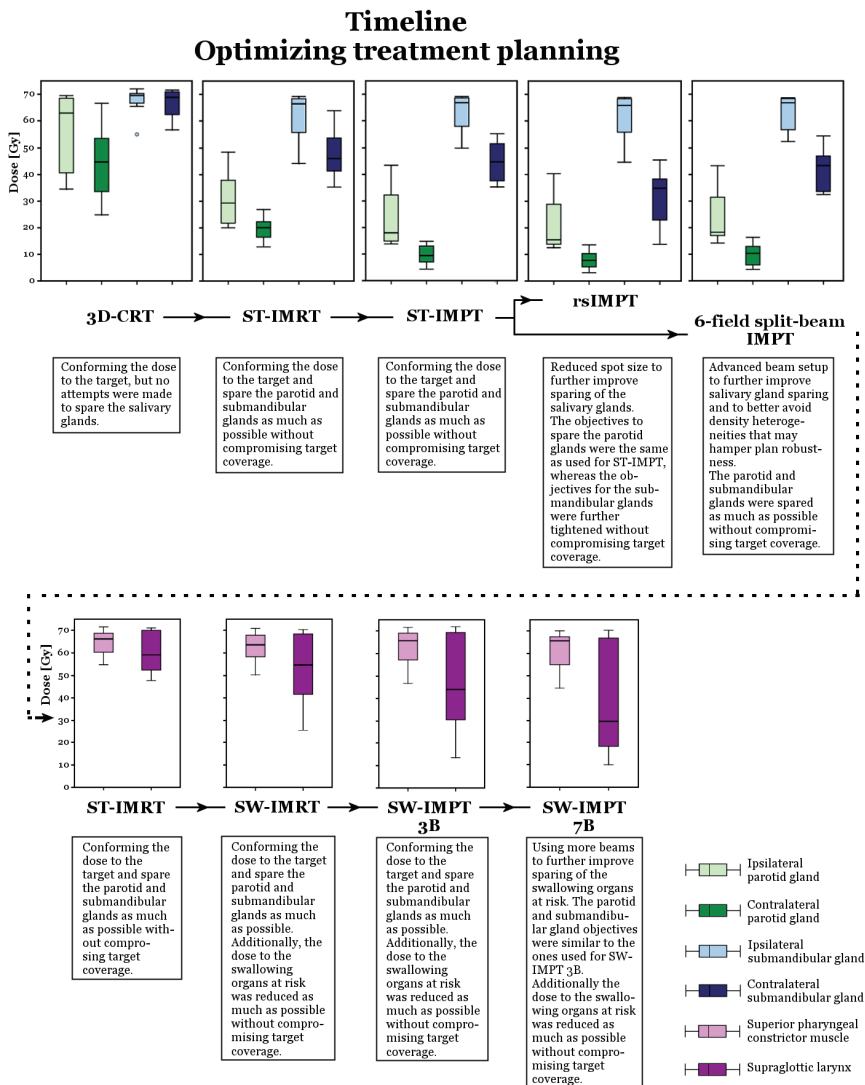 Timeline
Optimizing treatment planning
Dose [Gy]
70
60
50
40
30
20
10
0
3D-CRT
ST-IMRT
ST-IMPT
rsIMPT
6-field split-beam
IMPT
Conforming the dose
to the target, but no
attempts were made
to spare the salivary
glands.
Conforming the dose
to the target and
spare the parotid and
submandibular
glands as much as
possible without
compromising target
coverage.
Conforming the dose
to the target and
spare the parotid and
submandibular
glands as much as
possible without
compromising target
coverage.
Reduced spot size to
further improve
sparing of the
salivary glands.
The objectives to
spare the parotid
glands were the same
as used for ST-IMPT,
whereas the ob-
jectives for the sub-
mandibular glands
were further
tightened without
compromising target
coverage.
Advanced beam setup
to further improve
salivary gland sparing
and to better avoid
density heteroge-
neities that may
hamper plan robust-
ness.
The parotid and
submandibular
glands were spared
as much as possible
without compromi-
sing target coverage.
Dose [Gy]
70
60
50
40
30
20
10
0
ST-IMRT
SW-IMRT
SW-IMPT
3B
SW-IMPT
7B
Conforming the
dose to the
target and spare
the parotid and
submandibular
glands as much
as possible with-
out compro-
sing target
coverage.
Conforming the
dose to the target
and spare the
parotid and
submandibular
glands as much
as possible.
Additionally, the
dose to the
swallowing
organs at risk
was reduced as
much as possible
without compro-
mising target
coverage.
Conforming the
dose to the
target and spare
the parotid and
submandibular
glands as much
as possible.
Additionally, the
dose to the
swallowing
organs at risk
was reduced as
much as possible
without compro-
mising target
coverage.
Using more beams
to further improve
sparing of the
swallowing organs
at risk. The parotid
and submandibu-
lar gland objectives
were similar to the
ones used for SW-
IMPT 3B.
Additionally the
dose to the swallo-
wing organs at risk
was reduced as
much as possible
without compro-
mising target
coverage.
Ipsilateral
parotid gland
Contralateral
parotid gland
Ipsilateral
submandibular gland
Contralateral
submandibular gland
Superior pharyngeal
constrictor muscle
Supraglottic larynx